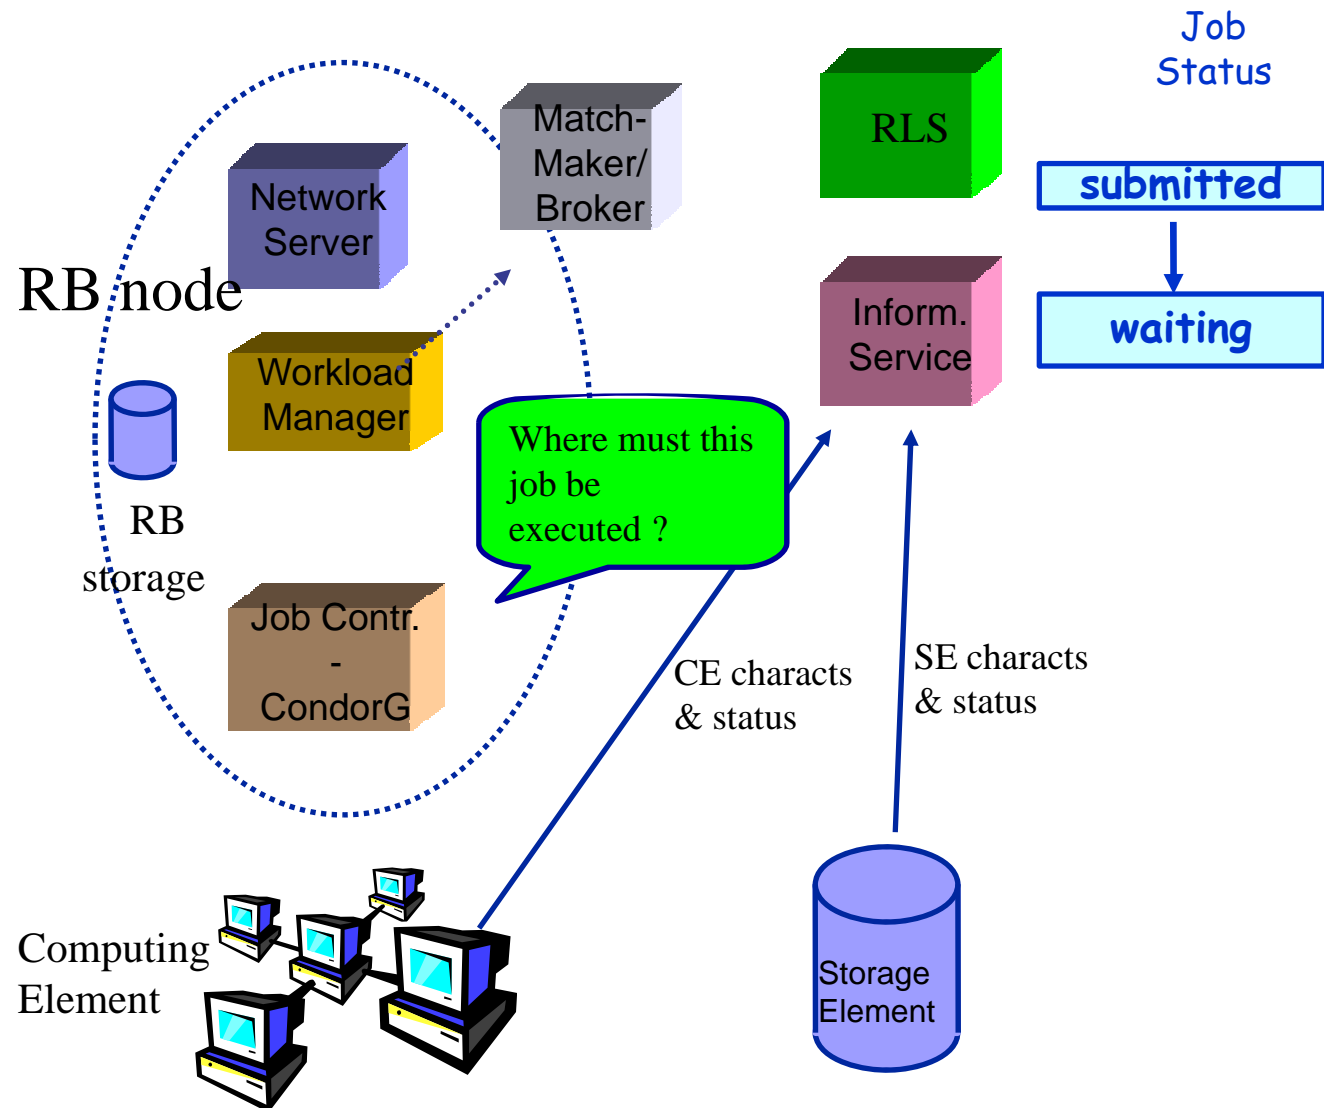 Job
Status
Match-
Maker/
Broker
RLS
Network
Server
submitted
RB node
Inform.
Service
waiting
Workload
Manager
Where must this
job be
executed ?
RB
storage
Job Contr.
-
CondorG
CE characts
& status
SE characts
& status
Computing
Element
Storage
Element